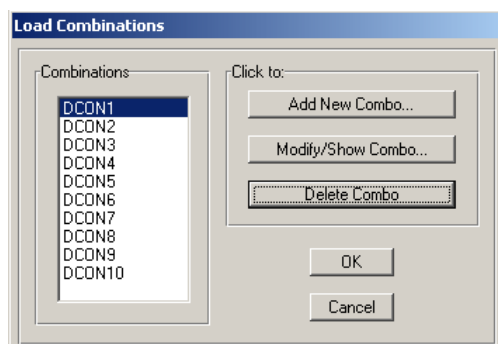 Load Combinations
Combinations
DCON1
DCON2
DCON3
DCON4
DCON5
DCON6
DCON7
DCON8
DCON9
DCON10
Click to:
Add New Combo...
Modify/Show Combo...
Delete Combo
OK
Cancel